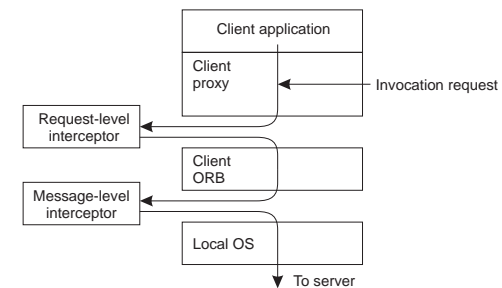 Client application
Client
proxy
Invocation request
Request-level
interceptor
Client
ORB
Message-level
interceptor
Local OS
To server